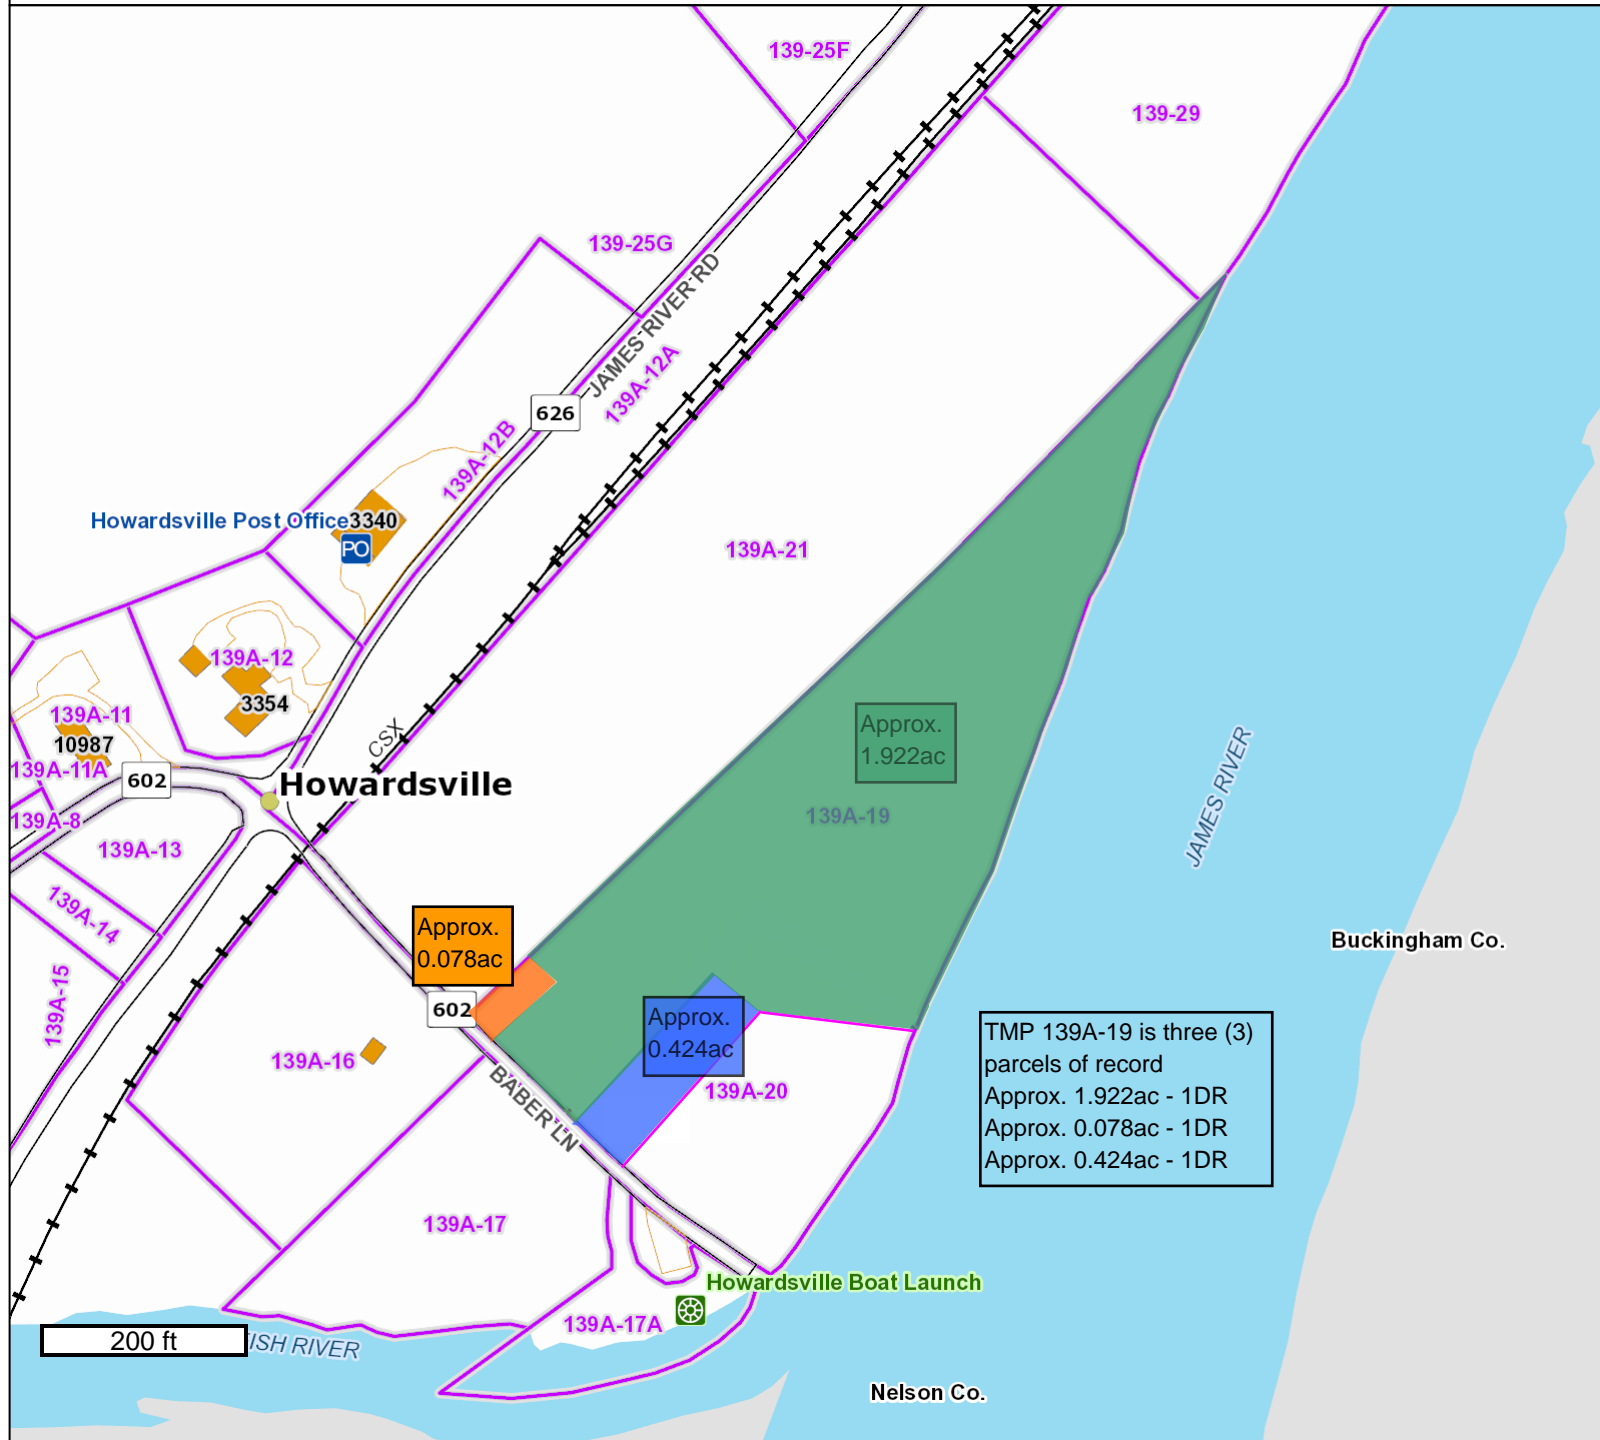 139-25F
139-29
139-25G
JAMES RIVER RD
139A-12A
626
139A-12B
Howardsville Post Office
3340
PO
139A-21
139A-12
3354
139A-11
10987
139A-11A
602
CSX
Howardsville
139A-8
139A-13
139A-14
139A-15
Approx.
1.922ac
139A-19
JAMES RIVER
Approx.
0.078ac
602
Buckingham Co.
Approx.
0.424ac
139A-16
BABER LN
139A-20
TMP 139A-19 is three (3)
parcels of record
Approx. 1.922ac - 1DR
Approx. 0.078ac - 1DR
Approx. 0.424ac - 1DR
139A-17
Howardsville Boat Launch
139A-17A
200 ft
ISH RIVER
Nelson Co.